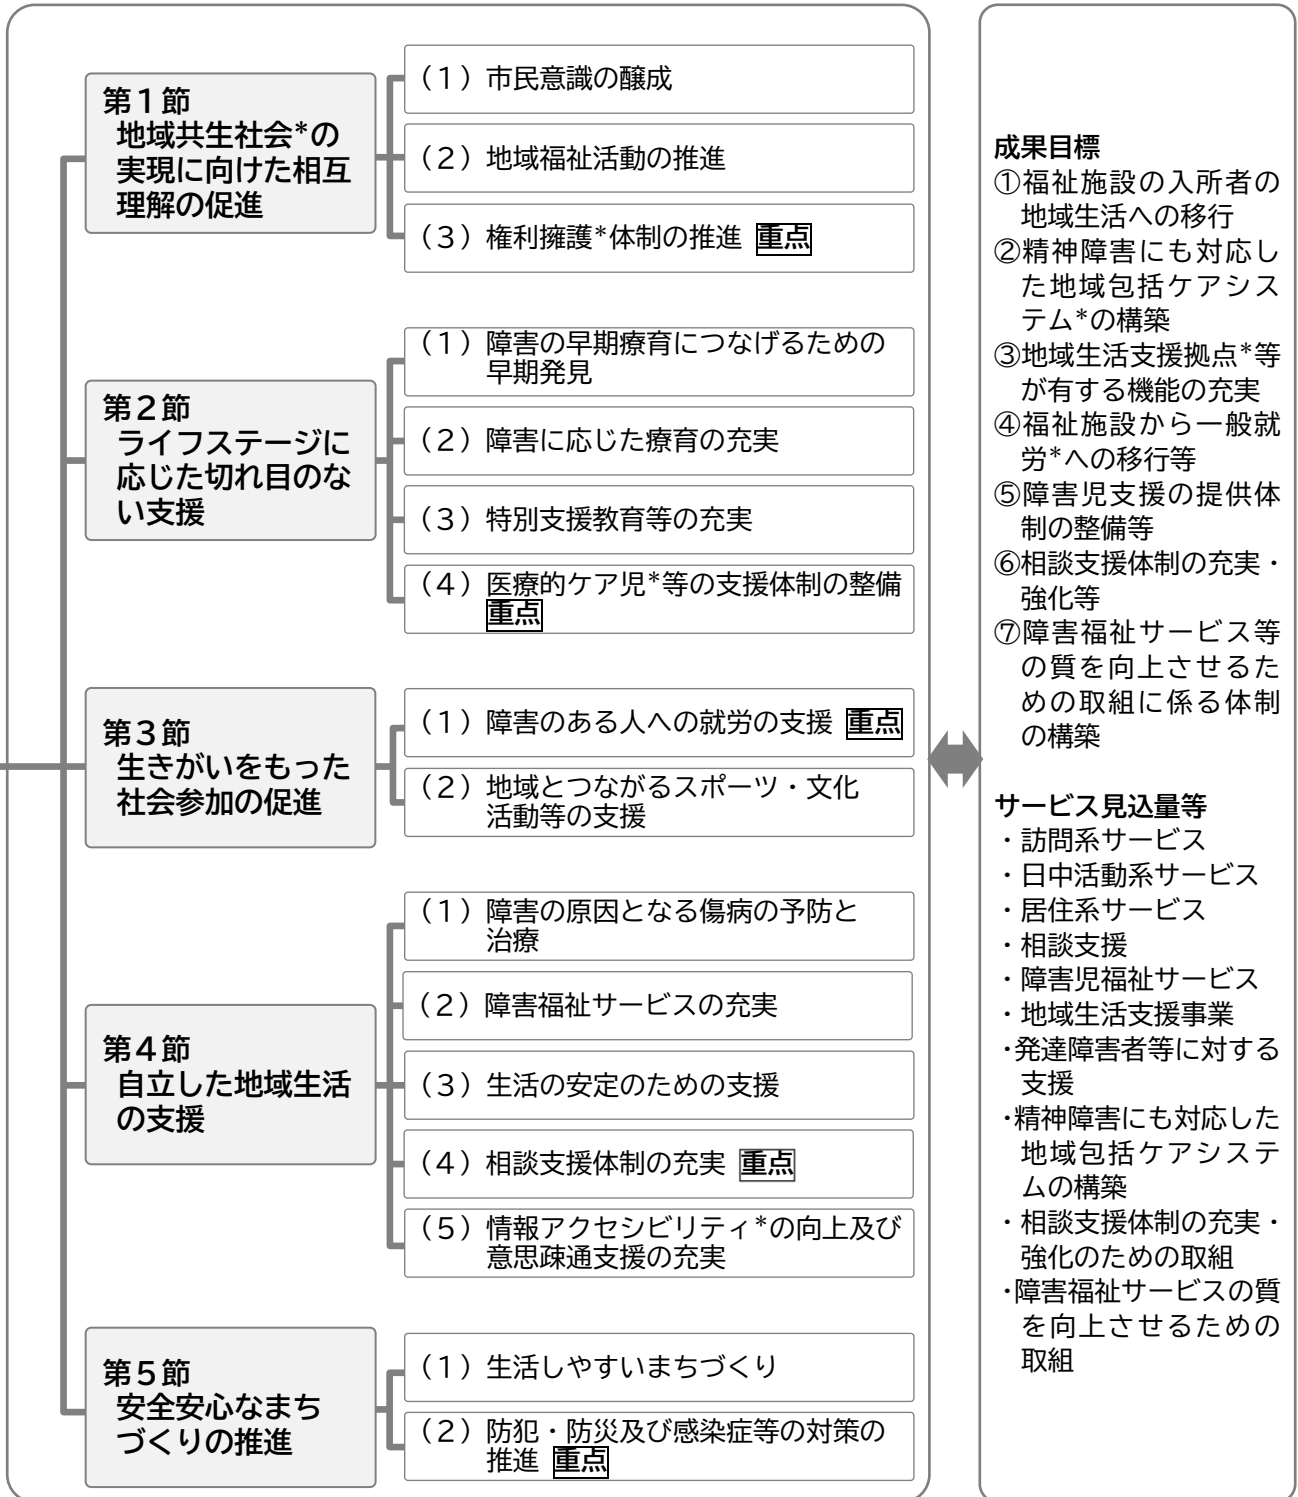 第１節
地域共生社会*の
実現に向けた相互
理解の促進
（１）市民意識の醸成
（２）地域福祉活動の推進
（３）権利擁護*体制の推進 重点
第２節
ライフステージに
応じた切れ目のな
い支援
（１）障害の早期療育につなげるための
早期発見
（２）障害に応じた療育の充実
（３）特別支援教育等の充実
（４）医療的ケア児*等の支援体制の整備
重点
第３節
生きがいをもった
社会参加の促進
（１）障害のある人への就労の支援 重点
（２）地域とつながるスポーツ・文化
活動等の支援
第４節
自立した地域生活
の支援
（１）障害の原因となる傷病の予防と
治療
（２）障害福祉サービスの充実
（３）生活の安定のための支援
（４）相談支援体制の充実 重点
（５）情報アクセシビリティ*の向上及び
意思疎通支援の充実
第５節
安全安心なまち
づくりの推進
（１）生活しやすいまちづくり
（２）防犯・防災及び感染症等の対策の
推進 重点
成果目標
①福祉施設の入所者の
地域生活への移行
②精神障害にも対応し
た地域包括ケアシス
テム*の構築
③地域生活支援拠点*等
が有する機能の充実
④福祉施設から一般就
労*への移行等
⑤障害児支援の提供体
制の整備等
⑥相談支援体制の充実・
強化等
⑦障害福祉サービス等
の質を向上させるた
めの取組に係る体制
の構築
サービス見込量等
・訪問系サービス
・日中活動系サービス
・居住系サービス
・相談支援
・障害児福祉サービス
・地域生活支援事業
・発達障害者等に対する
支援
・精神障害にも対応した
地域包括ケアシステ
ムの構築
・相談支援体制の充実・
強化のための取組
・障害福祉サービスの質
を向上させるための
取組